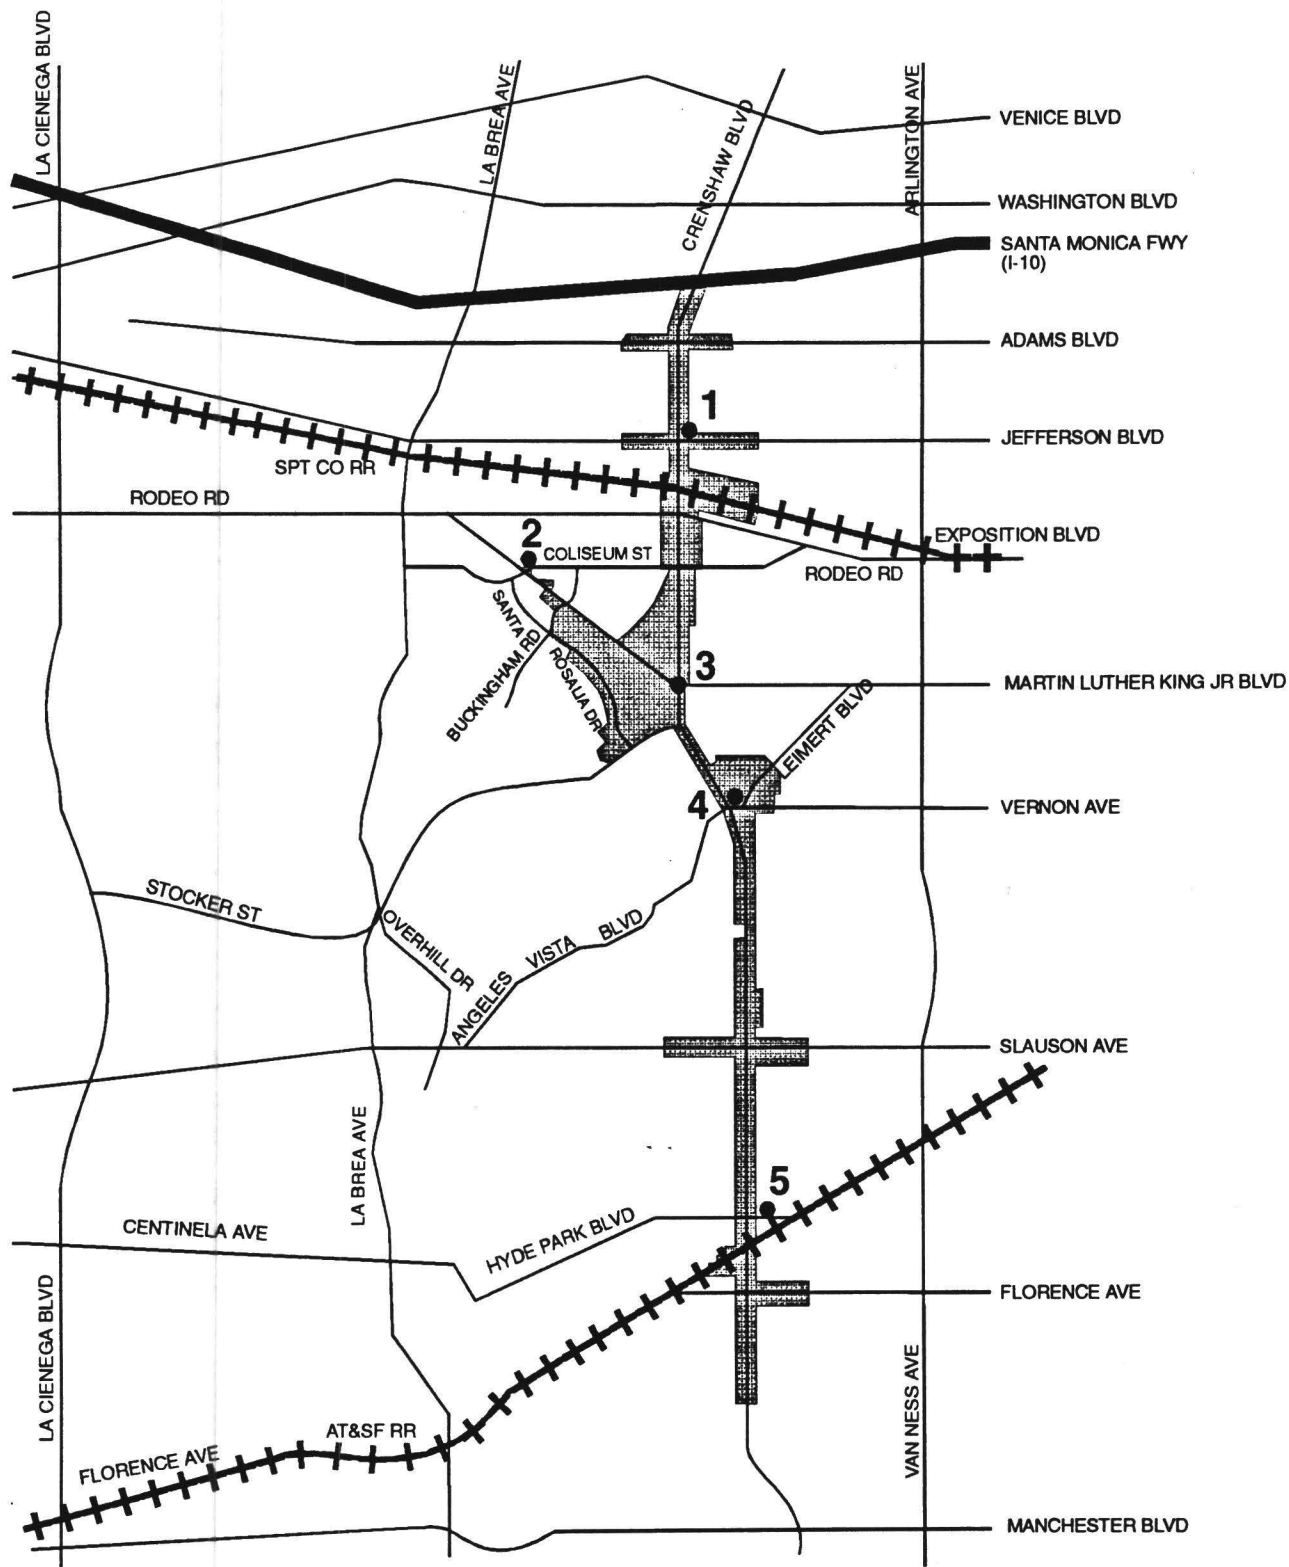 LA CIENEGA BLVD
LA BREA AVE
CRENSHAW BLVD
ARLINGTON AVE
VENICE BLVD
WASHINGTON BLVD
SANTA MONICA FWY
(I-10)
ADAMS BLVD
1
JEFFERSON BLVD
SPT CO RR
RODEO RD
2
COLISEUM ST
EXPOSITION BLVD
RODEO RD
SANTA
ROSALIA DR
BUCKINGHAM RD
3
MARTIN LUTHER KING JR BLVD
LEIMERT BLVD
4
VERNON AVE
STOCKER ST
OVERHILL DR
ANGELES VISTA BLVD
SLAUSON AVE
LA BREA AVE
5
CENTINELA AVE
HYDE PARK BLVD
FLORENCE AVE
LA CIENEGA BLVD
VAN NESS AVE
AT&SF RR
FLORENCE AVE
MANCHESTER BLVD